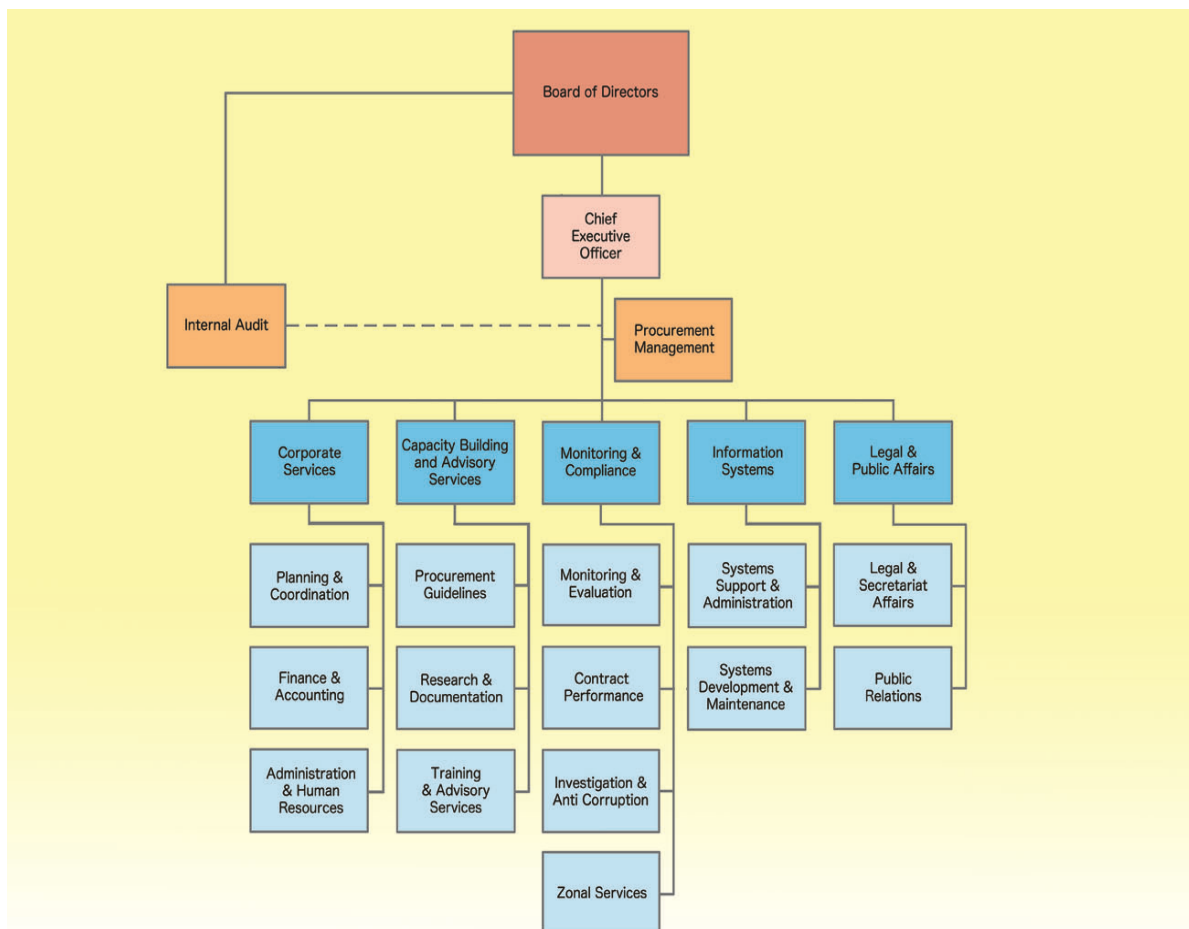 Board of Directors
Chief
Executive
Officer
Internal Audit
Procurement
Management
Corporate
Services
Capacity Building
and Advisory
Services
Monitoring &
Compliance
Information
Systems
Legal &
Public Affairs
Planning &
Coordination
Procurement
Guidelines
Monitoring &
Evaluation
Systems
Support &
Administration
Legal &
Secretariat
Affairs
Finance &
Accounting
Research &
Documentation
Contract
Performance
Systems
Development &
Maintenance
Public
Relations
Administration
& Human
Resources
Training
& Advisory
Services
Investigation &
Anti Corruption
Zonal Services